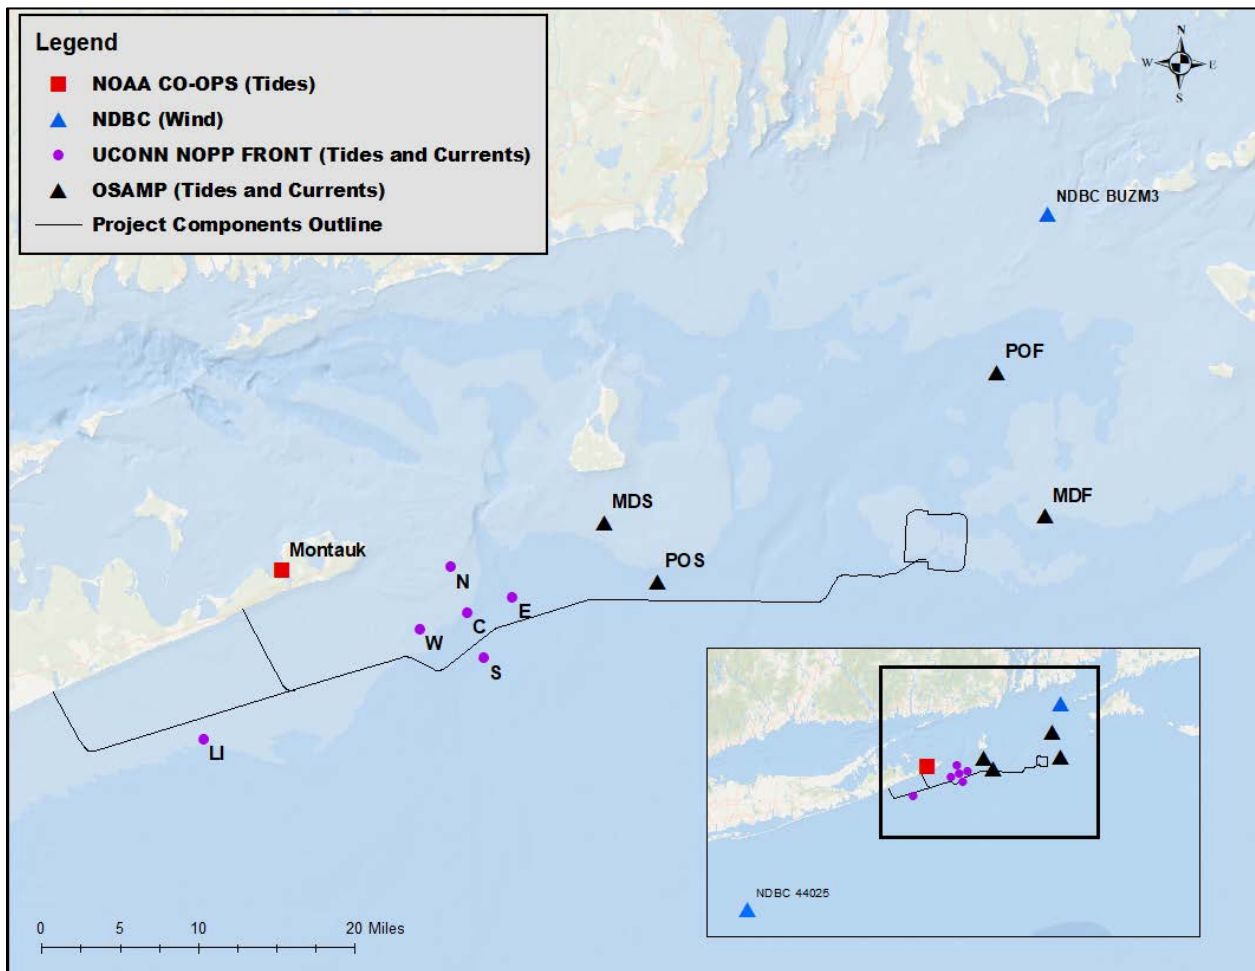 Legend
NOAA CO-OPS (Tides)
NDBC (Wind)
UCONN NOPP FRONT (Tides and Currents)
OSAMP (Tides and Currents)
Project Components Outline
N
W E
S
NDBC BUZM3
POF
MDF
MDS
POS
Montauk
N
E
C
W
S
LI
NDBC 44025
0 5 10 20 Miles